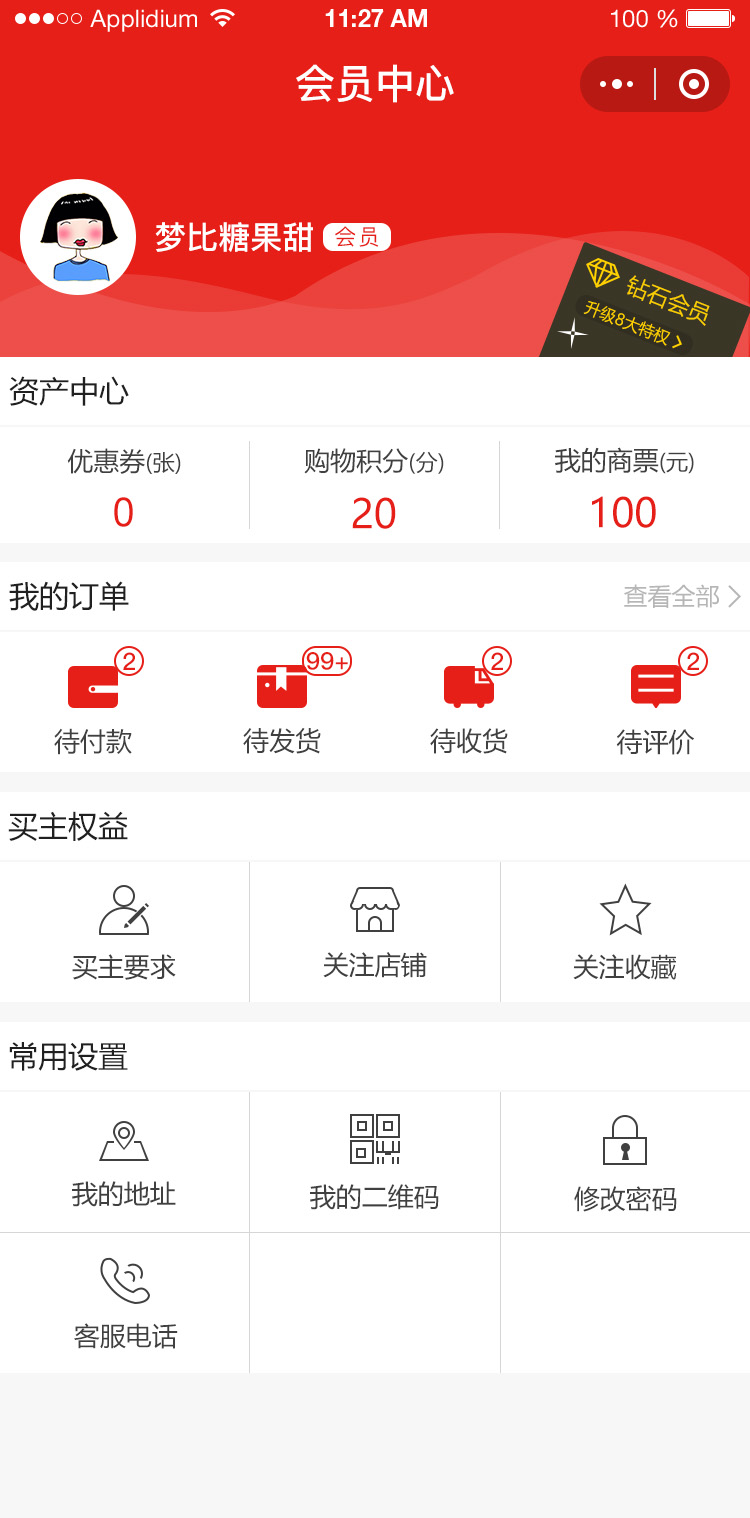 Applidium 11:27 AM 100 %
会员中心
梦比糖果甜 会员
钻石会员
升级8大特权
资产中心
优惠券(张) 购物积分(分) 我的商票(元)
0 20 100
我的订单 查看全部
2 99+ 2 2
待付款 待发货 待收货 待评价
买主权益
买主要求 关注店铺 关注收藏
常用设置
我的地址 我的二维码 修改密码
客服电话